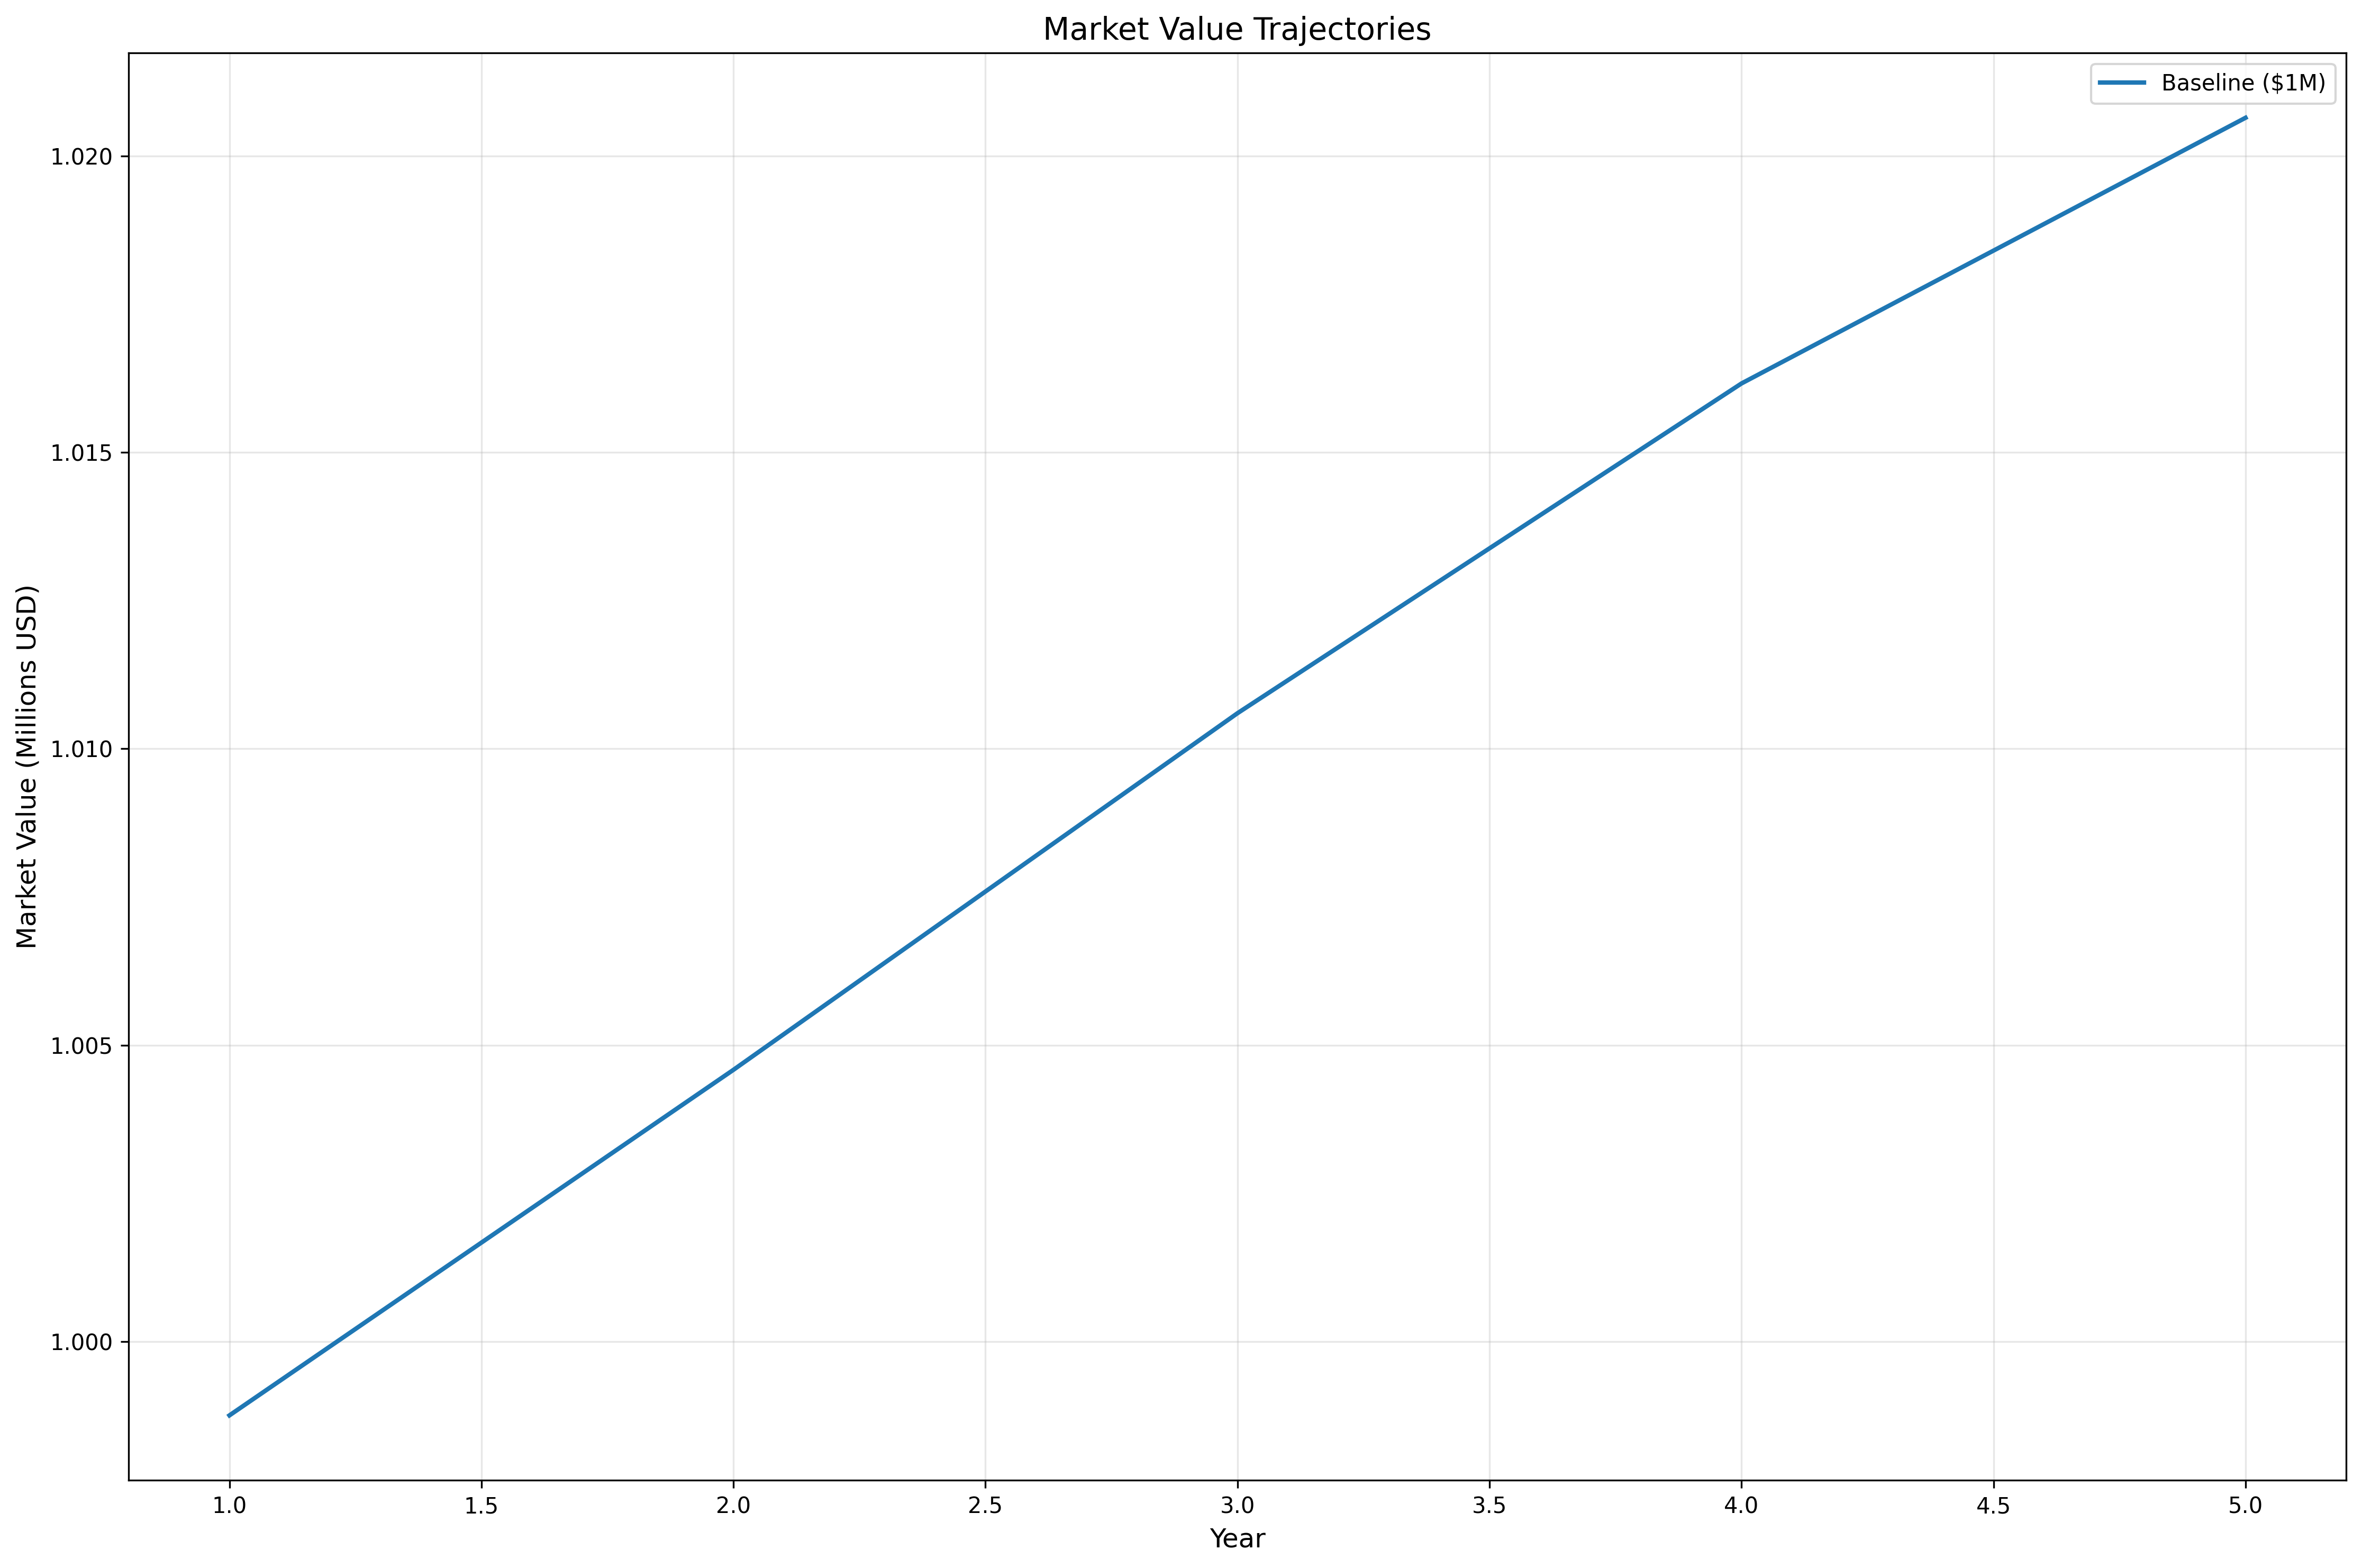 Market Value Trajectories
Baseline ($1M)
Market Value (Millions USD)
1.020
1.015
1.010
1.005
1.000
1.0 1.5 2.0 2.5 3.0 3.5 4.0 4.5 5.0
Year